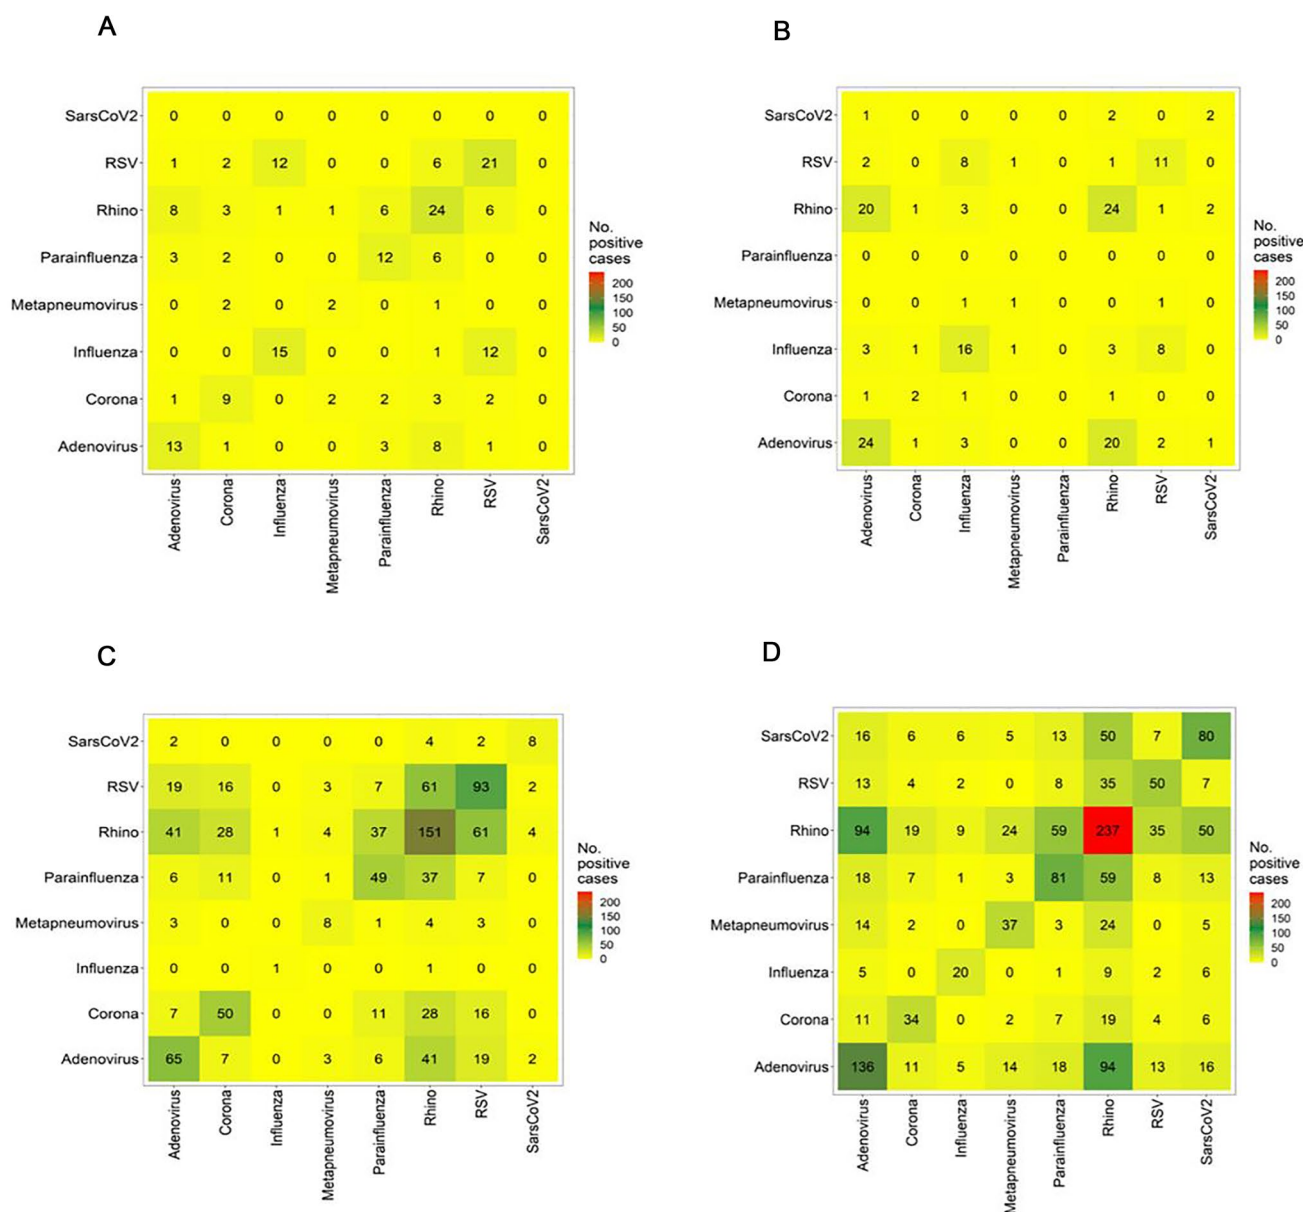 A
SarsCoV2 0 0 0 0 0 0 0 0
RSV 1 2 12 0 0 6 21 0
Rhino 8 3 1 1 6 24 6 0
Parainfluenza 3 2 0 0 12 6 0 0
Metapneumovirus 0 2 0 2 0 1 0 0
Influenza 0 0 15 0 0 1 12 0
Corona 1 9 0 2 2 3 2 0
Adenovirus 13 1 0 0 3 8 1 0
Adenovirus Corona Influenza Metapneumovirus Parainfluenza Rhino RSV SarsCoV2
No.
positive
cases
200
150
100
50
0
B
SarsCoV2 1 0 0 0 0 2 0 2
RSV 2 0 8 1 0 1 11 0
Rhino 20 1 3 0 0 24 1 2
Parainfluenza 0 0 0 0 0 0 0 0
Metapneumovirus 0 0 1 1 0 0 1 0
Influenza 3 1 16 1 0 3 8 0
Corona 1 2 1 0 0 1 0 0
Adenovirus 24 1 3 0 0 20 2 1
Adenovirus Corona Influenza Metapneumovirus Parainfluenza Rhino RSV SarsCoV2
No.
positive
cases
200
150
100
50
0
C
SarsCoV2 2 0 0 0 0 4 2 8
RSV 19 16 0 3 7 61 93 2
Rhino 41 28 1 4 37 151 61 4
Parainfluenza 6 11 0 1 49 37 7 0
Metapneumovirus 3 0 0 8 1 4 3 0
Influenza 0 0 1 0 0 1 0 0
Corona 7 50 0 0 11 28 16 0
Adenovirus 65 7 0 3 6 41 19 2
Adenovirus Corona Influenza Metapneumovirus Parainfluenza Rhino RSV SarsCoV2
No.
positive
cases
200
150
100
50
0
D
SarsCoV2 16 6 6 5 13 50 7 80
RSV 13 4 2 0 8 35 50 7
Rhino 94 19 9 24 59 237 35 50
Parainfluenza 18 7 1 3 81 59 8 13
Metapneumovirus 14 2 0 37 3 24 0 5
Influenza 5 0 20 0 1 9 2 6
Corona 11 34 0 2 7 19 4 6
Adenovirus 136 11 5 14 18 94 13 16
Adenovirus Corona Influenza Metapneumovirus Parainfluenza Rhino RSV SarsCoV2
No.
positive
cases
200
150
100
50
0